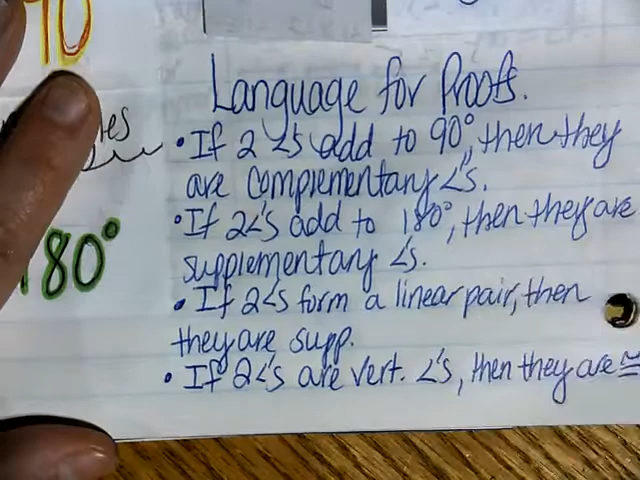 90
Language for Proofs.
• If 2 ∠'s add to 90°, then they
are complementary ∠'s.
• If 2∠'s add to 180°, then they are
supplementary ∠'s.
• If 2∠s form a linear pair, then
they are supp.
• If 2∠'s are vert. ∠'s, then they are ≅
180°